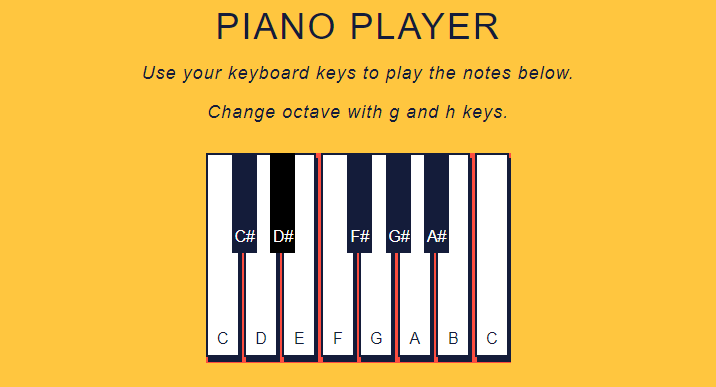 PIANO PLAYER
Use your keyboard keys to play the notes below.
Change octave with g and h keys.
C# D# F# G# A#
C D E F G A B C